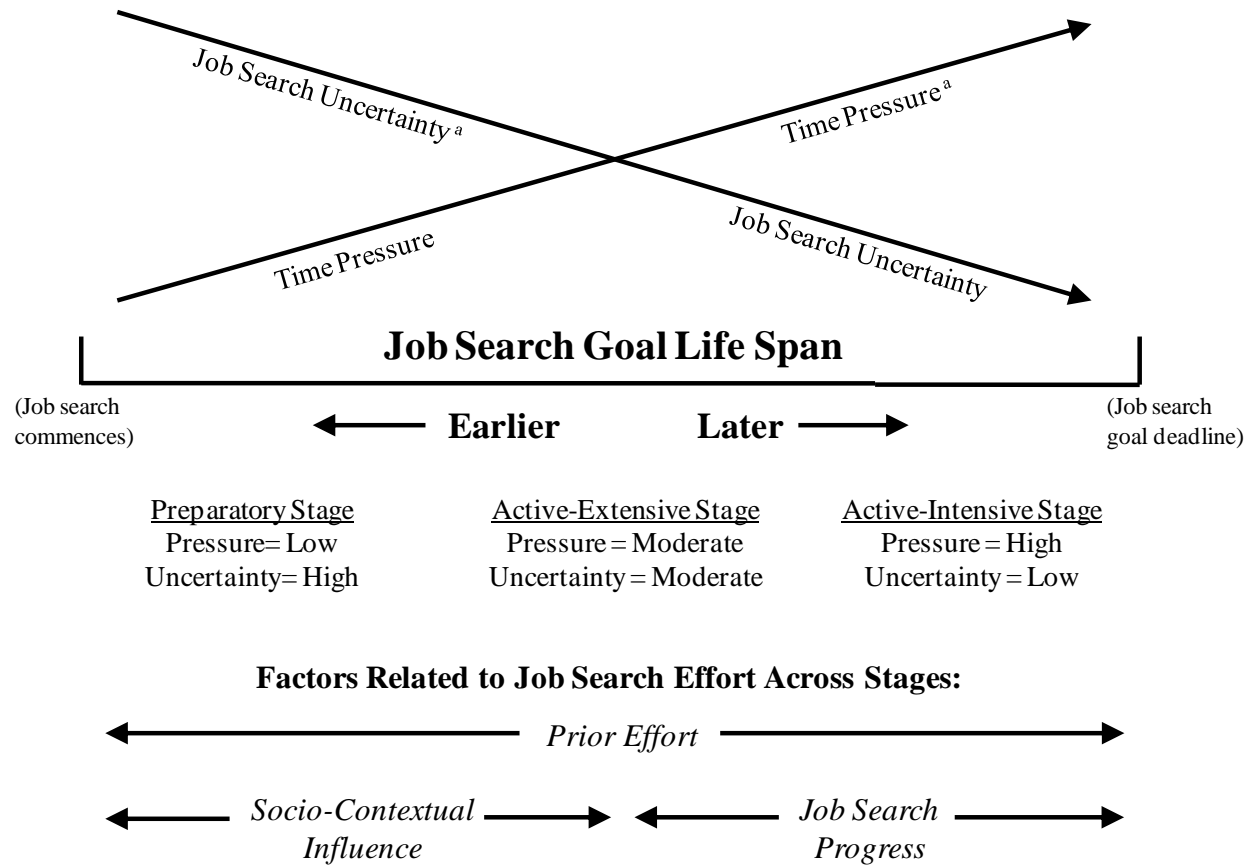 Job Search Uncertainty a
Time Pressure a
Time Pressure
Job Search Uncertainty
Job Search Goal Life Span
(Job search
commences)
(Job search
goal deadline)
Earlier
Later
Preparatory Stage
Pressure= Low
Uncertainty= High
Active-Extensive Stage
Pressure = Moderate
Uncertainty = Moderate
Active-Intensive Stage
Pressure = High
Uncertainty = Low
Factors Related to Job Search Effort Across Stages:
Prior Effort
Socio-Contextual
Influence
Job Search
Progress